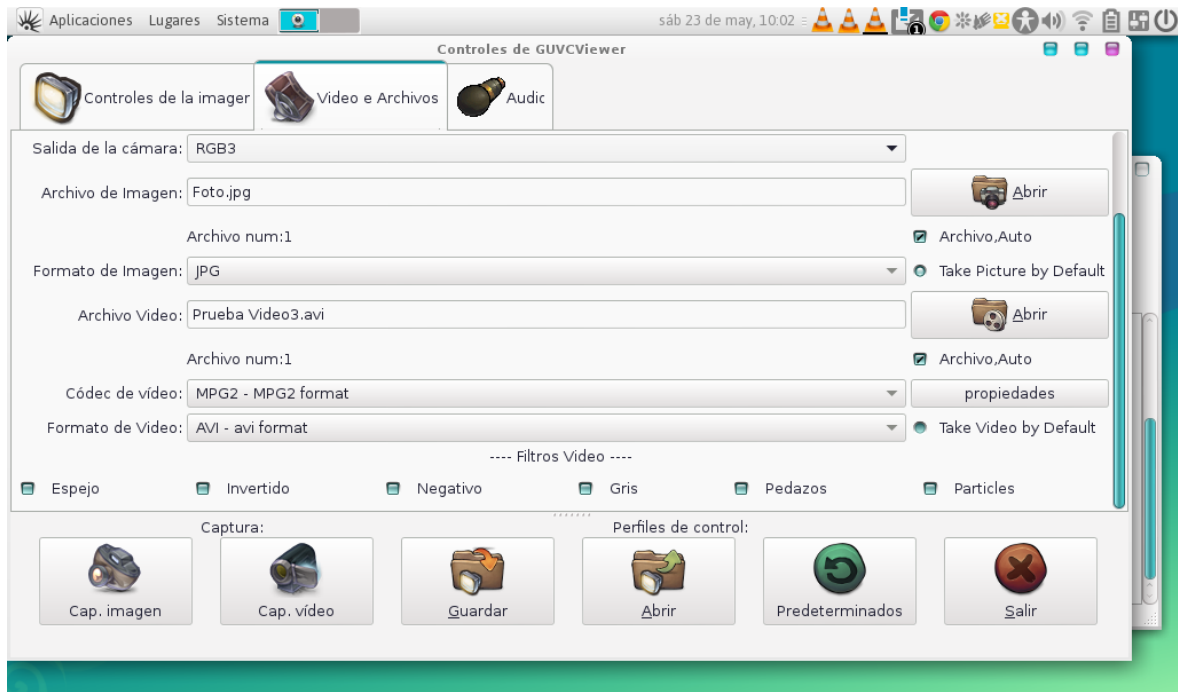 Aplicaciones Lugares Sistema sáb 23 de may, 10:02
1
Controles de GUVCViewer
Controles de la imager Video e Archivos Audic
Salida de la cámara: RGB3
Archivo de Imagen: Foto.jpg Abrir
Archivo num:1 Archivo,Auto
Formato de Imagen: JPG Take Picture by Default
Archivo Video: Prueba Video3.avi Abrir
Archivo num:1 Archivo,Auto
Códec de vídeo: MPG2 - MPG2 format propiedades
Formato de Video: AVI - avi format Take Video by Default
---- Filtros Video ----
Espejo Invertido Negativo Gris Pedazos Particles
Captura: Perfiles de control:
Cap. imagen Cap. vídeo Guardar Abrir Predeterminados Salir